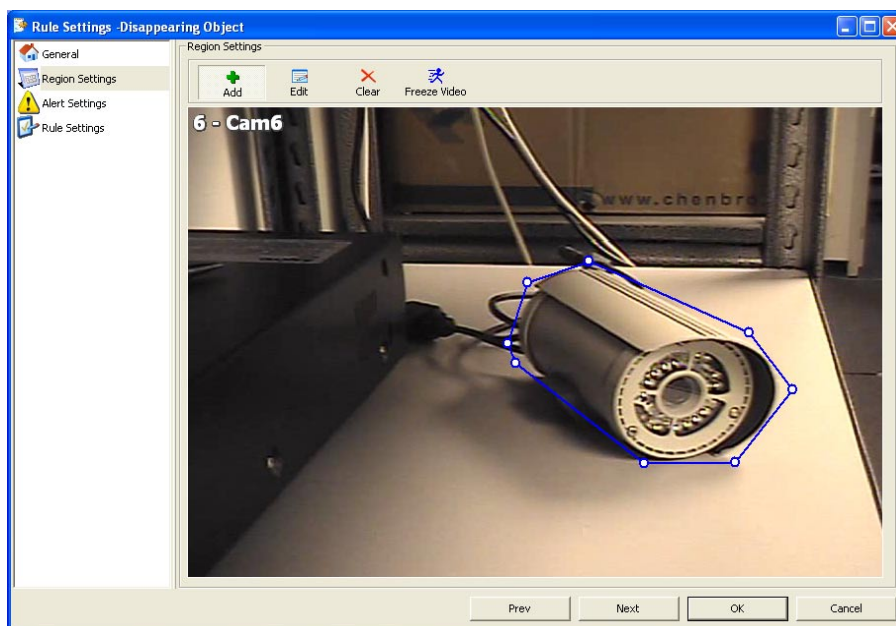 Rule Settings -Disappearing Object
General
Region Settings
Alert Settings
Rule Settings
Region Settings
Add
Edit
Clear
Freeze Video
6 - Cam6
www.chenbro
Prev
Next
OK
Cancel